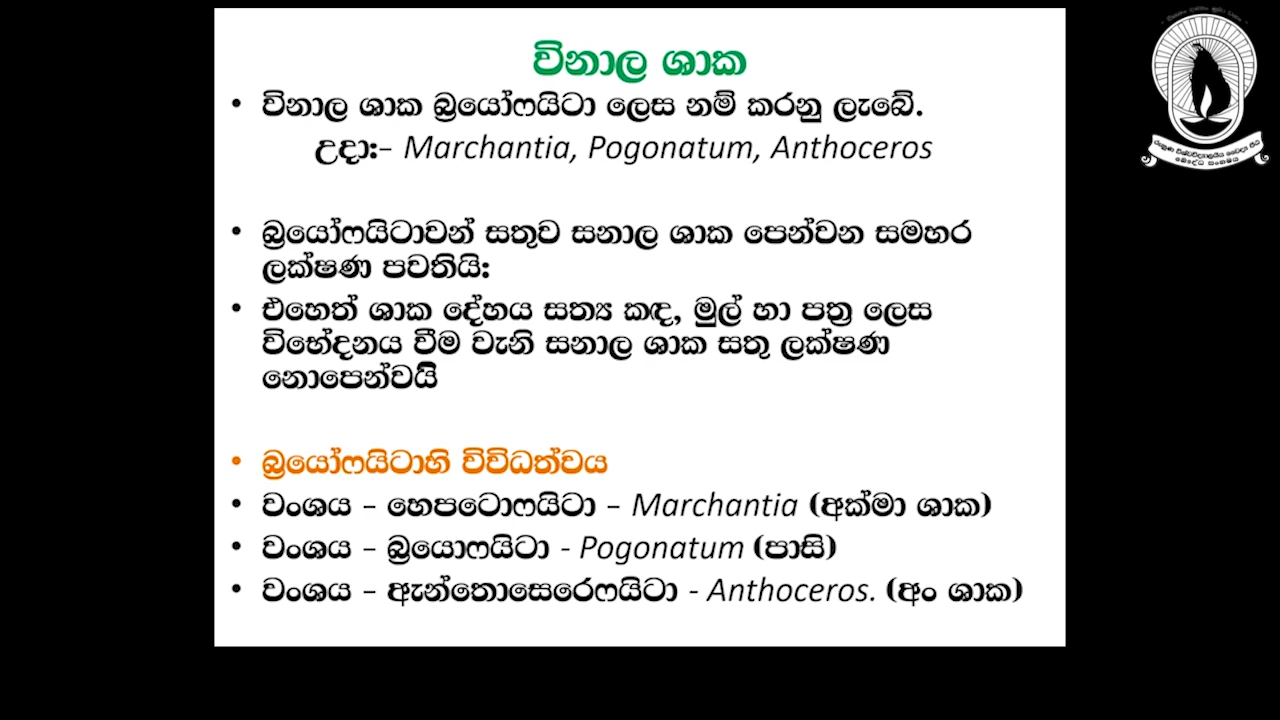 විනාල ශාක
• විනාල ශාක බ්‍රයෝෆයිටා ලෙස නම් කරනු ලැබේ.
උදා:– Marchantia, Pogonatum, Anthoceros
• බ්‍රයෝෆයිටාවන් සතුව සනාල ශාක පෙන්වන සමහර
ලක්ෂණ පවතියි:
• එහෙත් ශාක දේහය සත්‍ය කඳ, මුල් හා පත්‍ර ලෙස
විභේදනය වීම වැනි සනාල ශාක සතු ලක්ෂණ
නොපෙන්වයි
• බ්‍රයෝෆයිටාහි විවිධත්වය
• වංශය – හෙපටොෆයිටා – Marchantia (අක්මා ශාක)
• වංශය – බ්‍රයොෆයිටා - Pogonatum (පාසි)
• වංශය – ඇන්තොසෙරෙෆයිටා - Anthoceros. (අං ශාක)